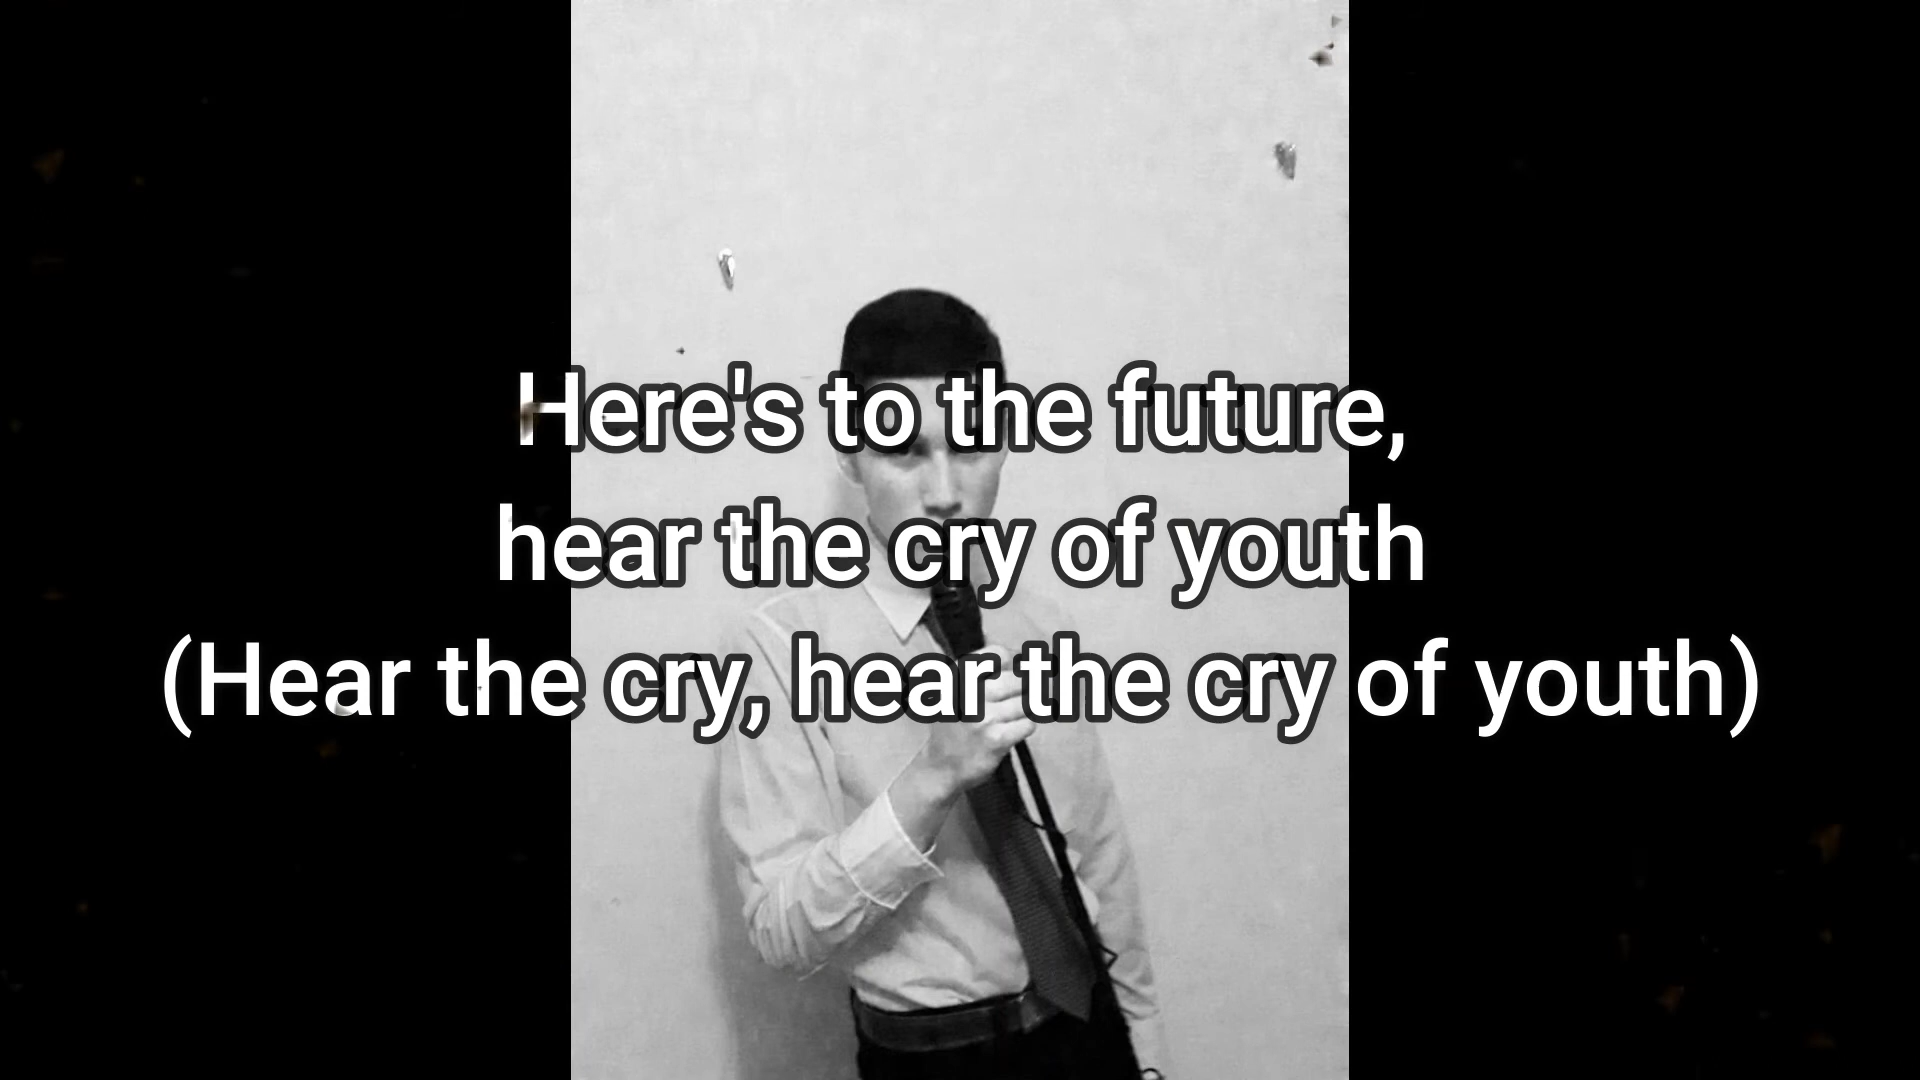 Here's to the future,
hear the cry of youth
(Hear the cry, hear the cry of youth)